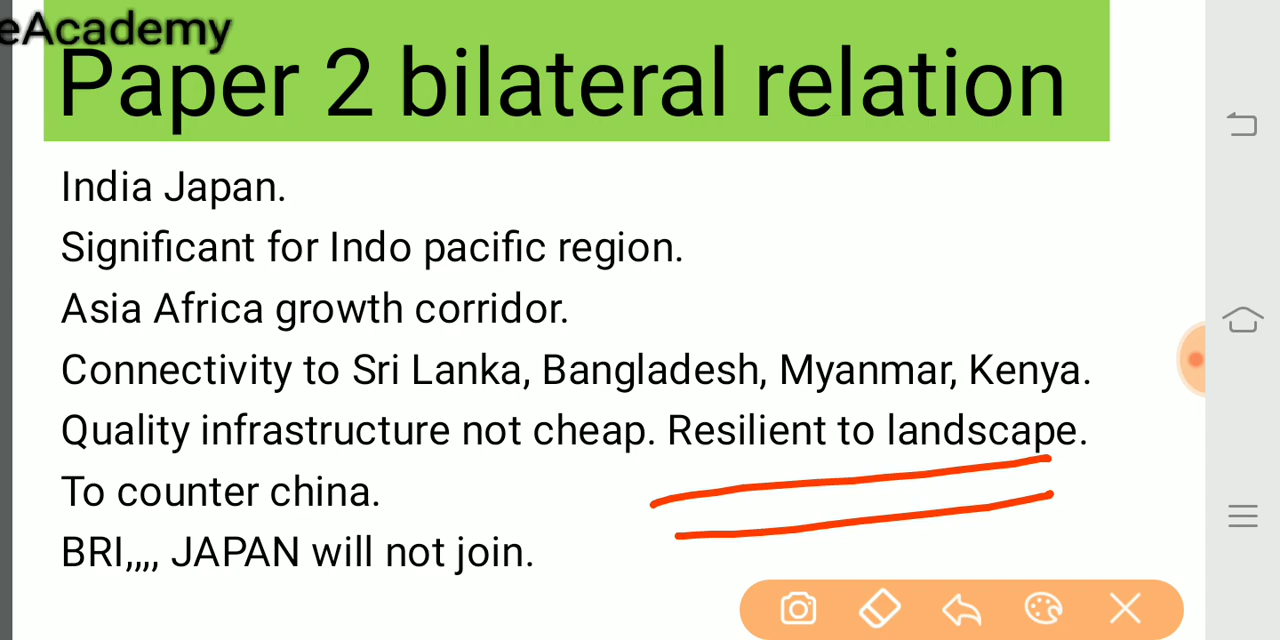 eAcademy
Paper 2 bilateral relation
India Japan.
Significant for Indo pacific region.
Asia Africa growth corridor.
Connectivity to Sri Lanka, Bangladesh, Myanmar, Kenya.
Quality infrastructure not cheap. Resilient to landscape.
To counter china.
BRI,,,, JAPAN will not join.